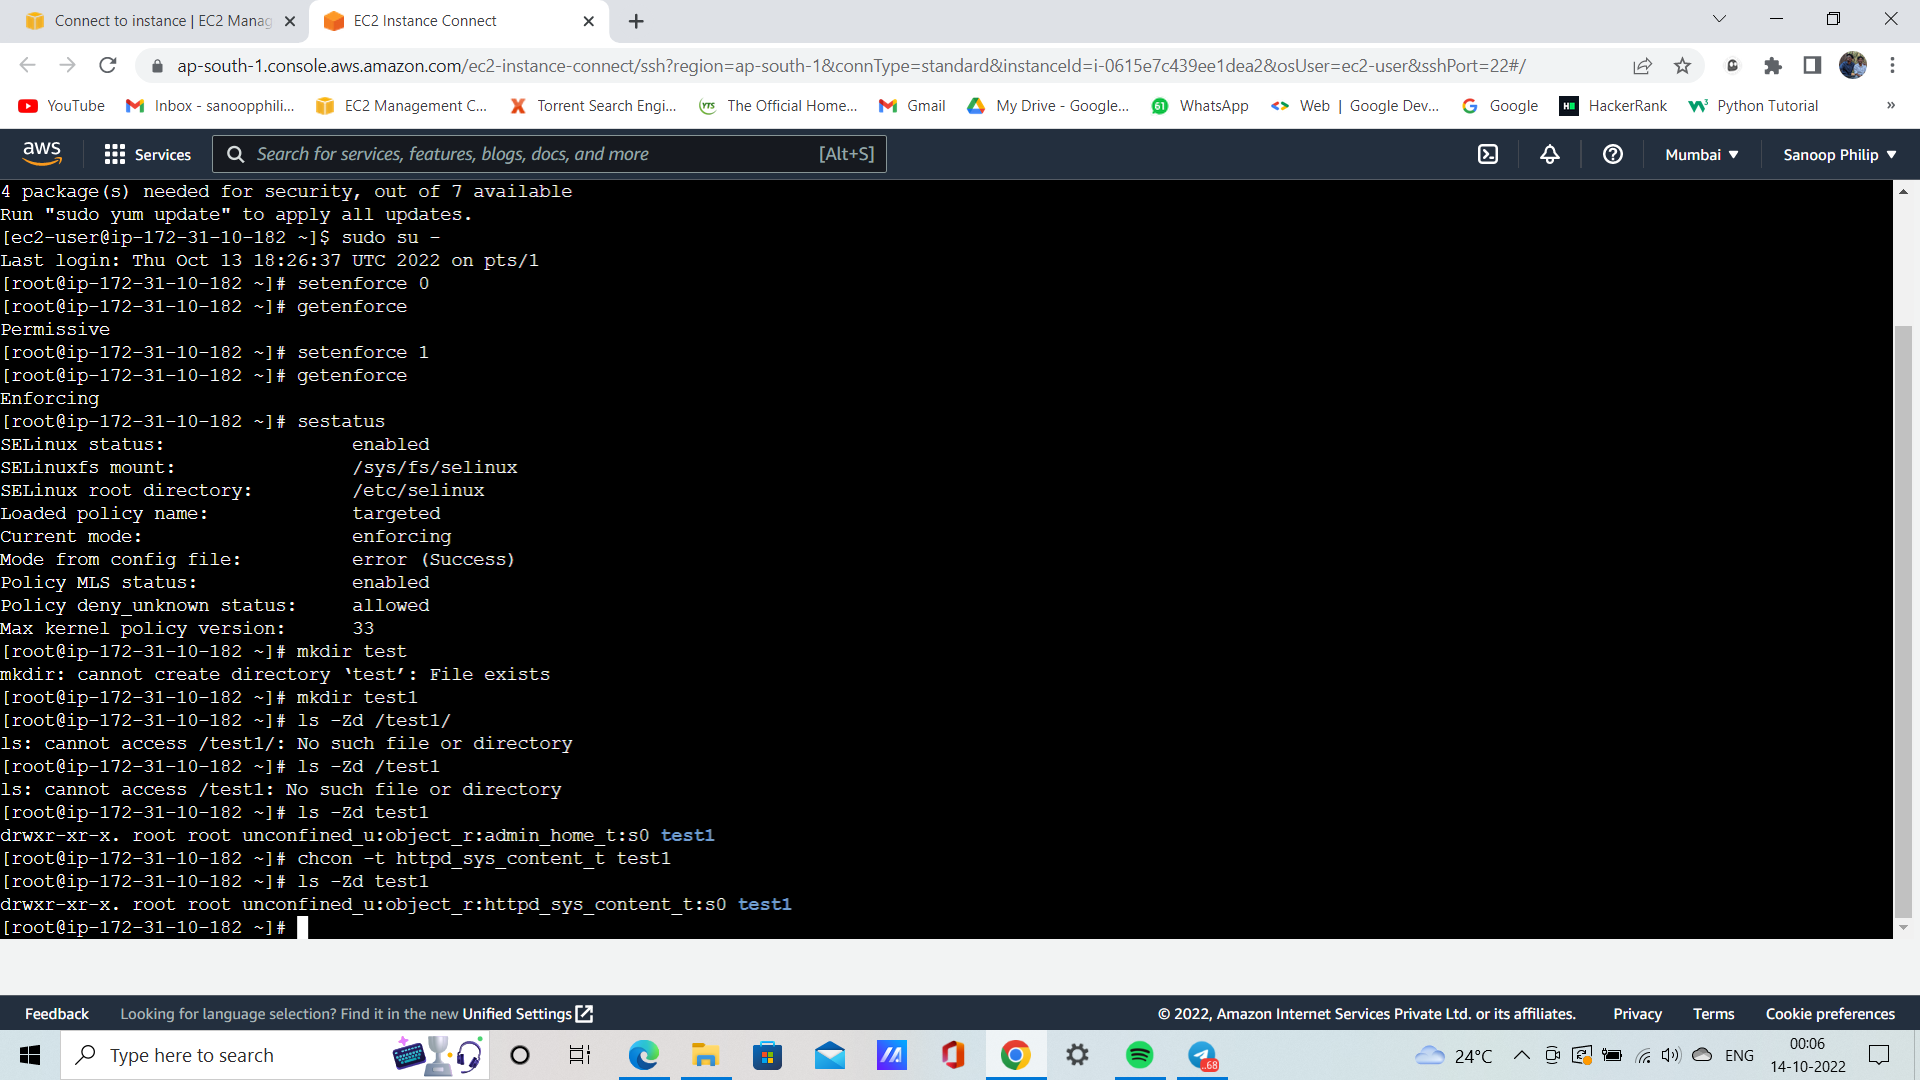 Connect to instance | EC2 Manag
EC2 Instance Connect
ap-south-1.console.aws.amazon.com/ec2-instance-connect/ssh?region=ap-south-1&connType=standard&instanceId=i-0615e7c439ee1dea2&osUser=ec2-user&sshPort=22#/
YouTube
Inbox - sanoopphili...
EC2 Management C...
Torrent Search Engi...
The Official Home...
Gmail
My Drive - Google...
WhatsApp
Web | Google Dev...
Google
HackerRank
Python Tutorial
»
aws
Services
Search for services, features, blogs, docs, and more
[Alt+S]
Mumbai
Sanoop Philip
4 package(s) needed for security, out of 7 available
Run "sudo yum update" to apply all updates.
[ec2-user@ip-172-31-10-182 ~]$ sudo su -
Last login: Thu Oct 13 18:26:37 UTC 2022 on pts/1
[root@ip-172-31-10-182 ~]# setenforce 0
[root@ip-172-31-10-182 ~]# getenforce
Permissive
[root@ip-172-31-10-182 ~]# setenforce 1
[root@ip-172-31-10-182 ~]# getenforce
Enforcing
[root@ip-172-31-10-182 ~]# sestatus
SELinux status: enabled
SELinuxfs mount: /sys/fs/selinux
SELinux root directory: /etc/selinux
Loaded policy name: targeted
Current mode: enforcing
Mode from config file: error (Success)
Policy MLS status: enabled
Policy deny_unknown status: allowed
Max kernel policy version: 33
[root@ip-172-31-10-182 ~]# mkdir test
mkdir: cannot create directory ‘test’: File exists
[root@ip-172-31-10-182 ~]# mkdir test1
[root@ip-172-31-10-182 ~]# ls -Zd /test1/
ls: cannot access /test1/: No such file or directory
[root@ip-172-31-10-182 ~]# ls -Zd /test1
ls: cannot access /test1: No such file or directory
[root@ip-172-31-10-182 ~]# ls -Zd test1
drwxr-xr-x. root root unconfined_u:object_r:admin_home_t:s0 test1
[root@ip-172-31-10-182 ~]# chcon -t httpd_sys_content_t test1
[root@ip-172-31-10-182 ~]# ls -Zd test1
drwxr-xr-x. root root unconfined_u:object_r:httpd_sys_content_t:s0 test1
[root@ip-172-31-10-182 ~]#
Feedback
Looking for language selection? Find it in the new Unified Settings
© 2022, Amazon Internet Services Private Ltd. or its affiliates.
Privacy
Terms
Cookie preferences
Type here to search
24°C
ENG
00:06
14-10-2022